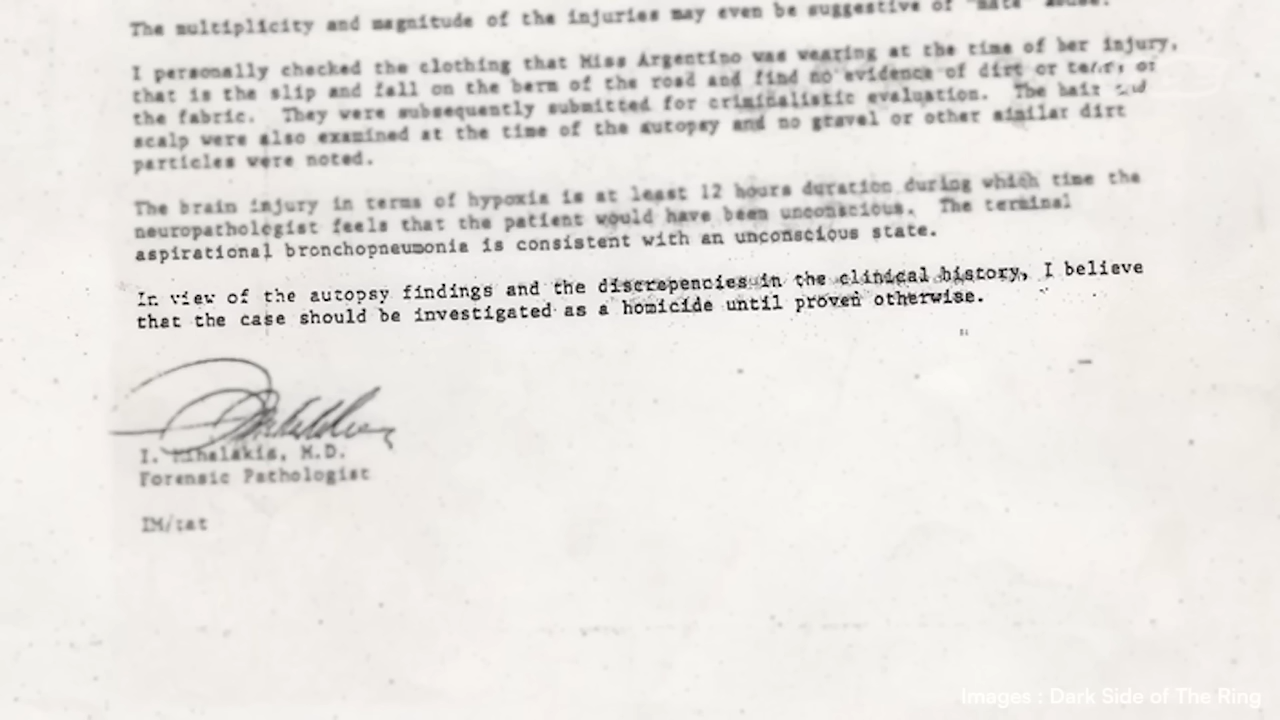 The multiplicity and magnitude of the injuries may even be suggestive of "mate" abuse.
I personally checked the clothing that Miss Argentino was wearing at the time of her injury,
that is the slip and fall on the berm of the road and find no evidence of dirt or tears of
the fabric. They were subsequently submitted for criminalistic evaluation. The hair and
scalp were also examined at the time of the autopsy and no gravel or other similar dirt
particles were noted.
The brain injury in terms of hypoxia is at least 12 hours duration during which time the
neuropathologist feels that the patient would have been unconscious. The terminal
aspirational bronchopneumonia is consistent with an unconscious state.
In view of the autopsy findings and the discrepencies in the clinical history, I believe
that the case should be investigated as a homicide until proven otherwise.
I. Mihalakis, M.D.
Forensic Pathologist
IM/tat
Images : Dark Side of The Ring